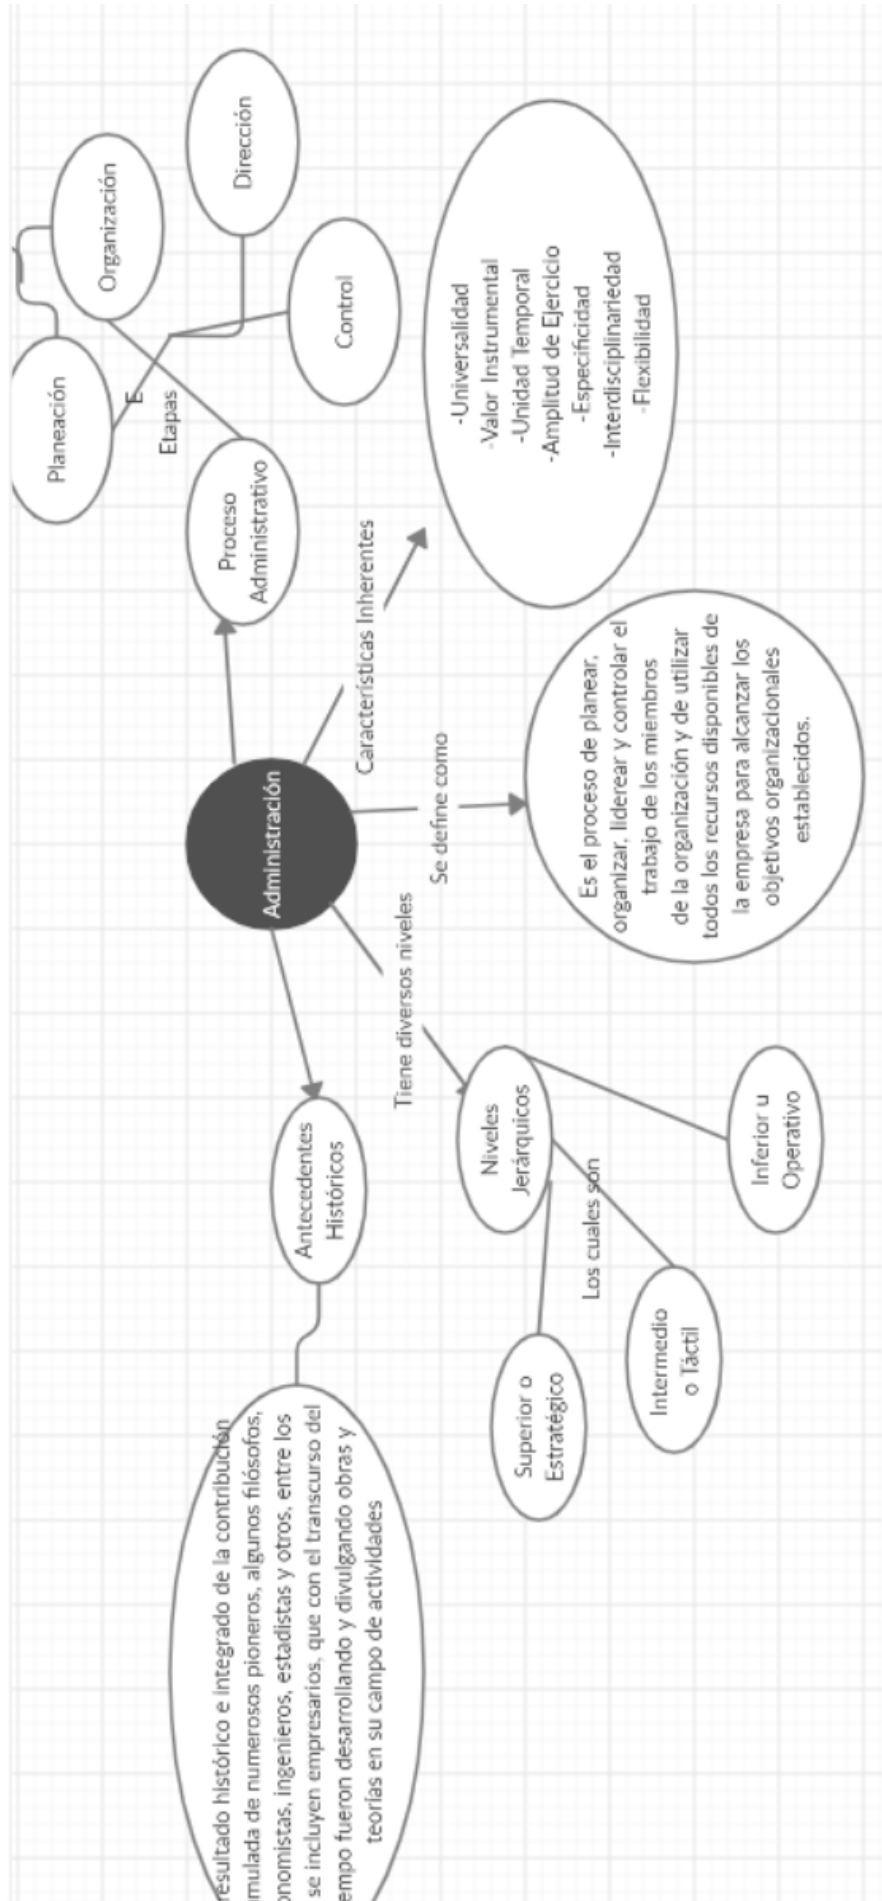 Administración
Antecedentes
Históricos
esultado histórico e integrado de la contribución
mulada de numerosos pioneros, algunos filósofos,
onomistas, ingenieros, estadistas y otros, entre los
se incluyen empresarios, que con el transcurso del
empo fueron desarrollando y divulgando obras y
teorías en su campo de actividades
Tiene diversos niveles
Niveles
Jerárquicos
Los cuales son
Superior o
Estratégico
Intermedio
o Táctil
Inferior u
Operativo
Se define como
Es el proceso de planear,
organizar, liderear y controlar el
trabajo de los miembros
de la organización y de utilizar
todos los recursos disponibles de
la empresa para alcanzar los
objetivos organizacionales
establecidos.
Características Inherentes
-Universalidad
-Valor Instrumental
-Unidad Temporal
-Amplitud de Ejercicio
-Especificidad
-Interdisciplinariedad
-Flexibilidad
Proceso
Administrativo
E
Etapas
Planeación
Organización
Dirección
Control